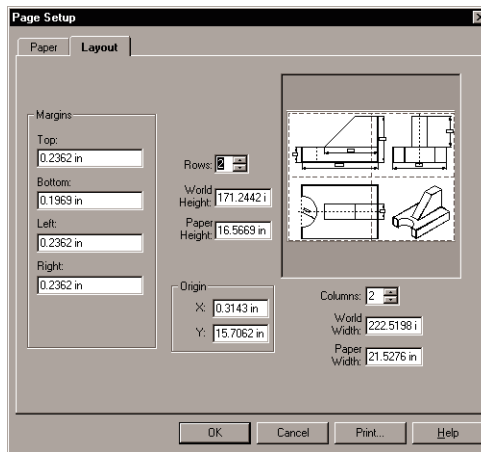 Page Setup
Paper
Layout
Margins
Top:
0.2362 in
Bottom:
0.1969 in
Left:
0.2362 in
Right:
0.2362 in
Rows: 2
World
Height: 171.2442 i
Paper
Height: 16.5669 in
Origin
X: 0.3143 in
Y: 15.7062 in
Columns: 2
World
Width: 222.5198 i
Paper
Width: 21.5276 in
OK
Cancel
Print...
Help